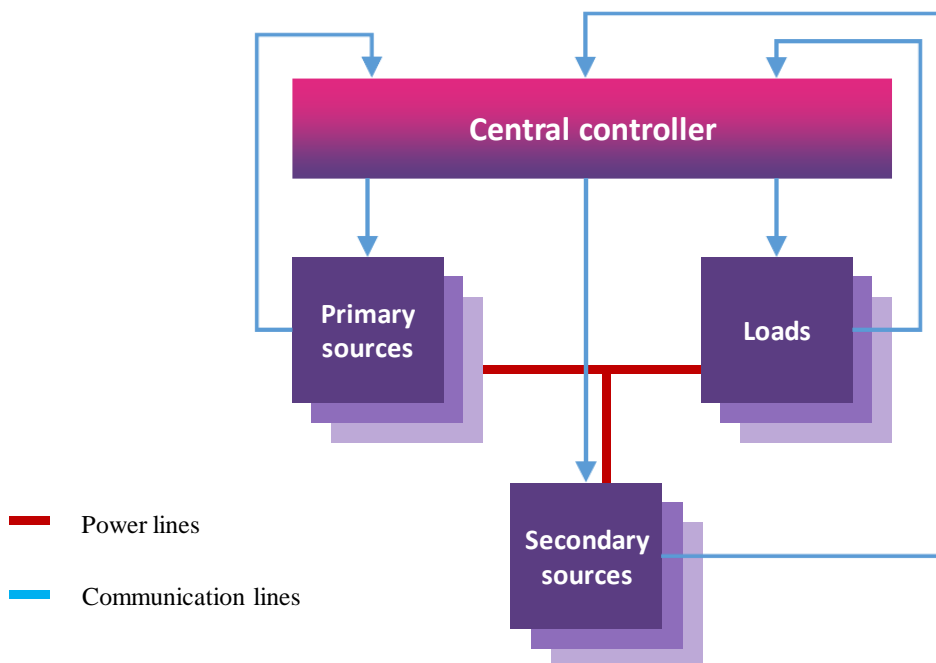 Central controller
Primary
sources
Loads
Secondary
sources
Power lines
Communication lines